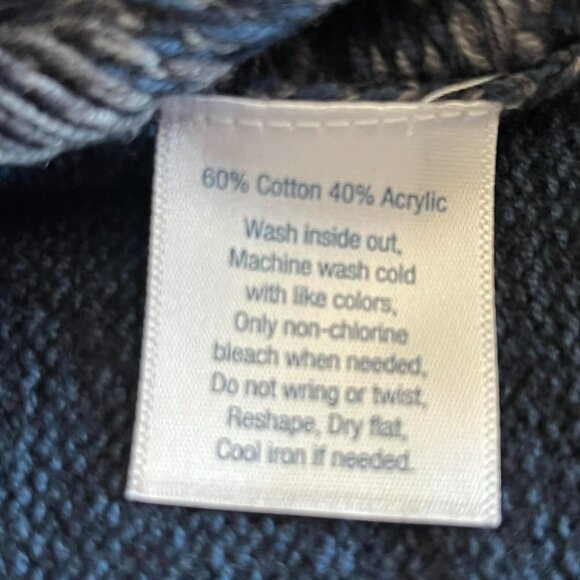 60% Cotton 40% Acrylic
Wash inside out,
Machine wash cold
with like colors,
Only non-chlorine
bleach when needed,
Do not wring or twist,
Reshape, Dry flat,
Cool iron if needed.